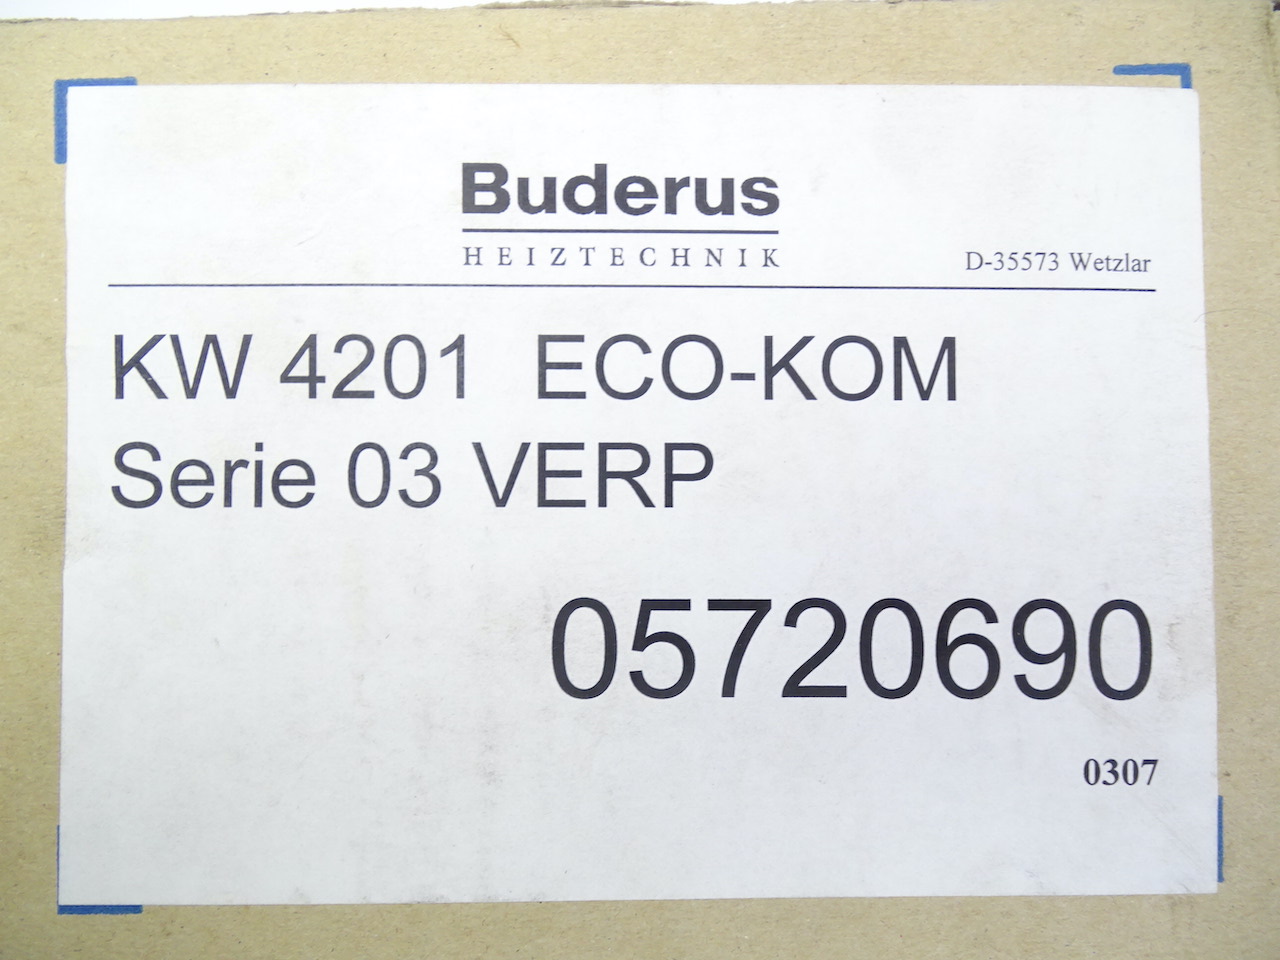 Buderus
HEIZTECHNIK
D-35573 Wetzlar
KW 4201 ECO-KOM
Serie 03 VERP
05720690
0307